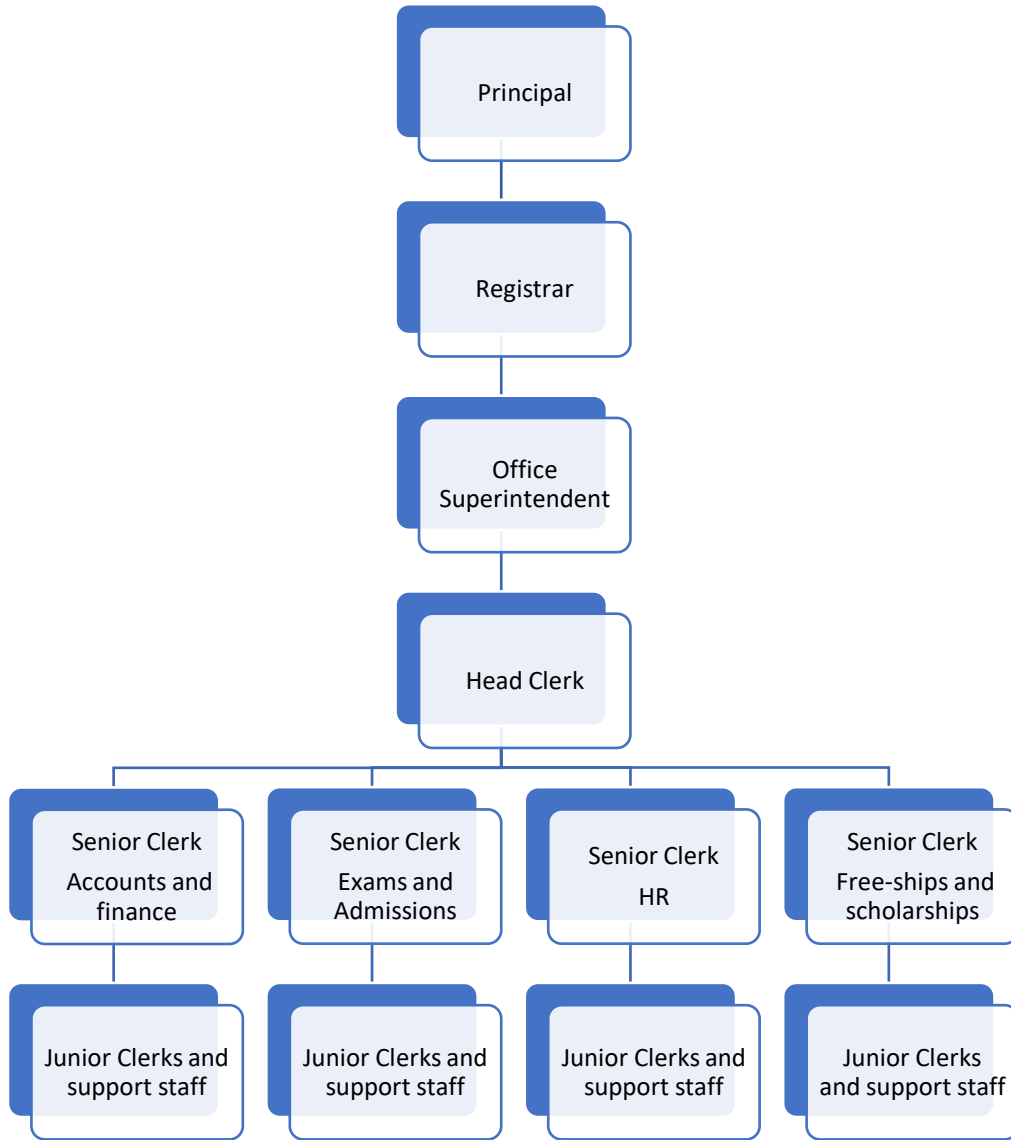 Principal
Registrar
Office
Superintendent
Head Clerk
Senior Clerk
Accounts and
finance
Senior Clerk
Exams and
Admissions
Senior Clerk
HR
Senior Clerk
Free-ships and
scholarships
Junior Clerks and
support staff
Junior Clerks and
support staff
Junior Clerks and
support staff
Junior Clerks
and support staff